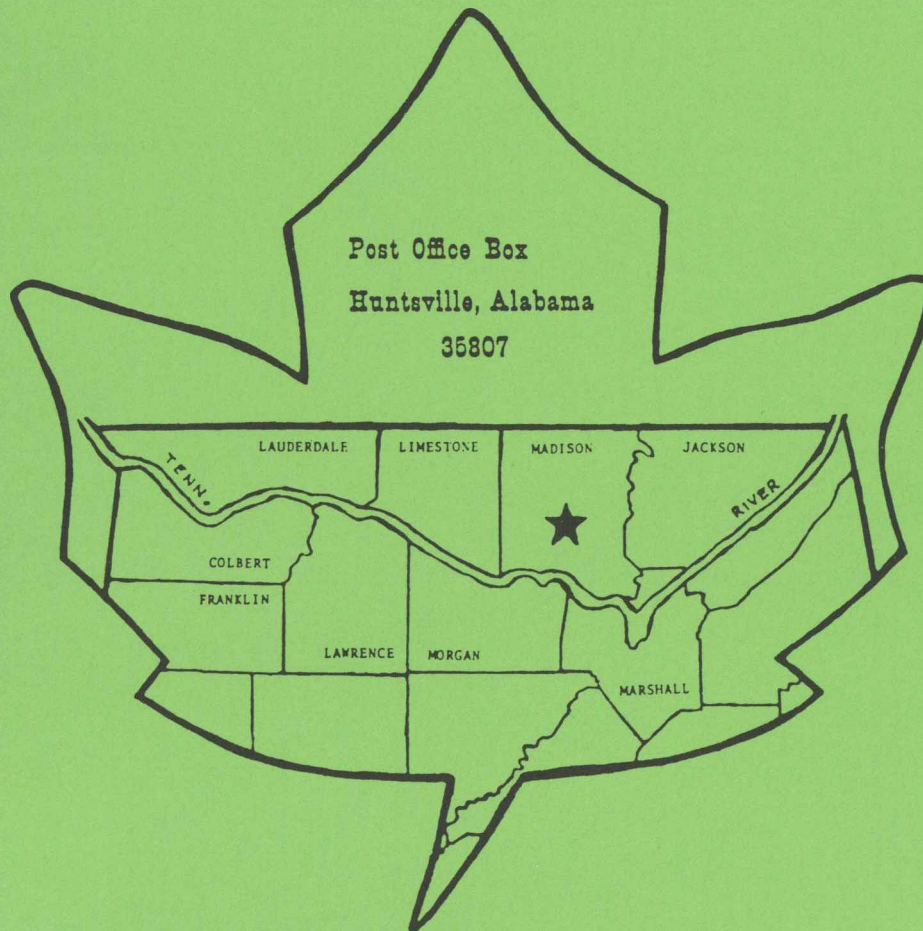 Post Office Box
Huntsville, Alabama
35807
LAUDERDALE LIMESTONE MADISON JACKSON
TENN.
RIVER
COLBERT
FRANKLIN
LAWRENCE MORGAN
MARSHALL